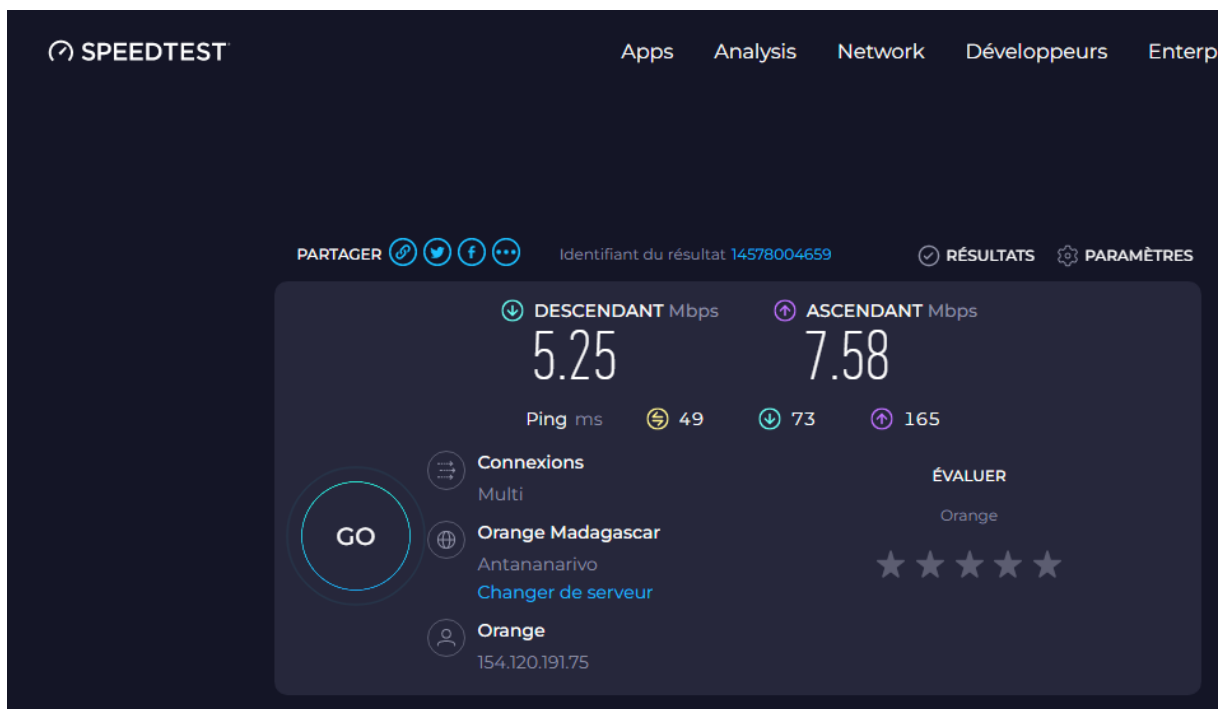 SPEEDTEST Apps Analysis Network Développeurs Enterp
PARTAGER Identifiant du résultat 14578004659 RÉSULTATS PARAMÈTRES
DESCENDANT Mbps ASCENDANT Mbps
5.25 7.58
Ping ms 49 73 165
Connexions
Multi
ÉVALUER
Orange
GO
Orange Madagascar
Antananarivo
Changer de serveur
Orange
154.120.191.75